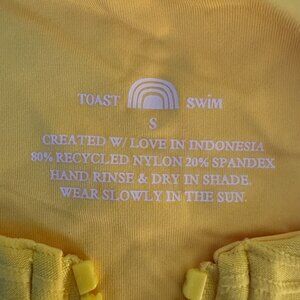 TOAST SWIM
S
CREATED W/ LOVE IN INDONESIA
80% RECYCLED NYLON 20% SPANDEX
HAND RINSE & DRY IN SHADE.
WEAR SLOWLY IN THE SUN.